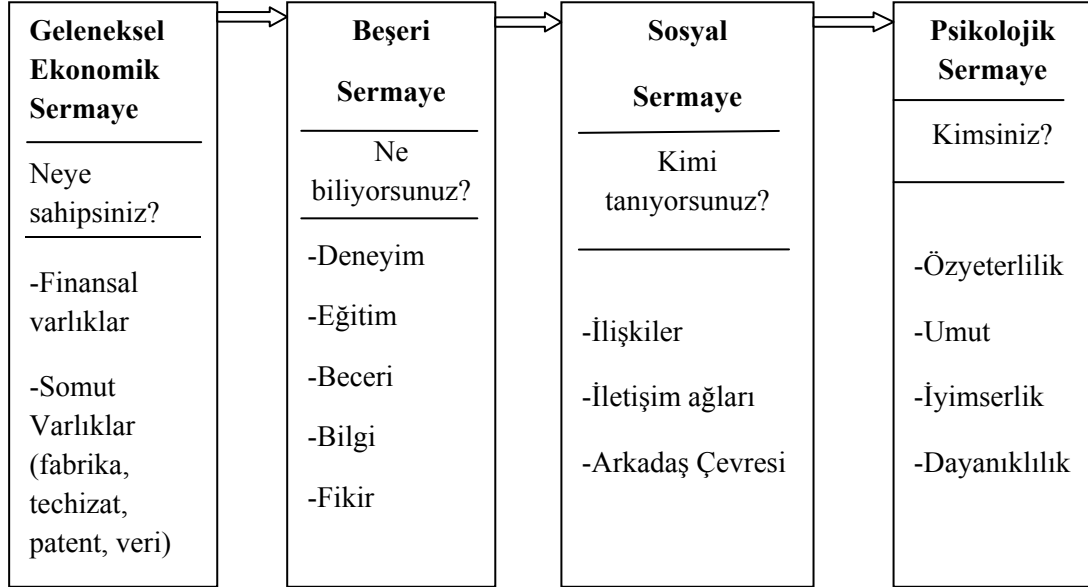 Geleneksel
Ekonomik
Sermaye
Neye
sahipsiniz?
-Finansal
varlıklar
-Somut
Varlıklar
(fabrika,
techizat,
patent, veri)
Beşeri
Sermaye
Ne
biliyorsunuz?
-Deneyim
-Eğitim
-Beceri
-Bilgi
-Fikir
Sosyal
Sermaye
Kimi
tanıyorsunuz?
-İlişkiler
-İletişim ağları
-Arkadaş Çevresi
Psikolojik
Sermaye
Kimsiniz?
-Özyeterlilik
-Umut
-İyimserlik
-Dayanıklılık